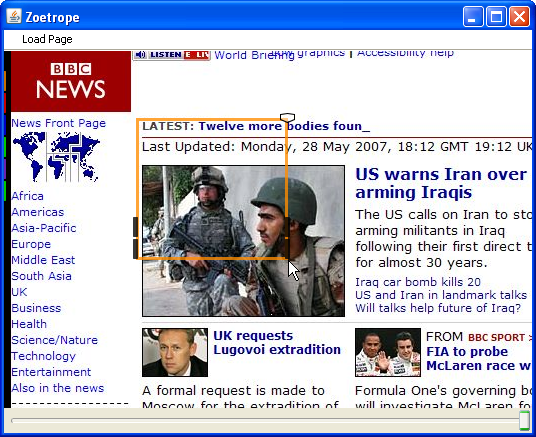 Zoetrope
Load Page
BBC
NEWS
LISTEN
LIV
World Briefing
low graphics | Accessibility help
News Front Page
Africa
Americas
Asia-Pacific
Europe
Middle East
South Asia
UK
Business
Health
Science/Nature
Technology
Entertainment
Also in the news
LATEST: Twelve more bodies foun_
Last Updated: Monday, 28 May 2007, 18:12 GMT 19:12 UK
US warns Iran over
arming Iraqis
The US calls on Iran to sto
arming militants in Iraq
following their first direct t
for almost 30 years.
Iraq car bomb kills 20
US and Iran in landmark talks
Will talks help future of Iraq?
UK requests
Lugovoi extradition
A formal request is made to
Moscow for the extradition of
FROM BBC SPORT >
FIA to probe
McLaren race w
Formula One's governing bo
will investigate McLaren fo